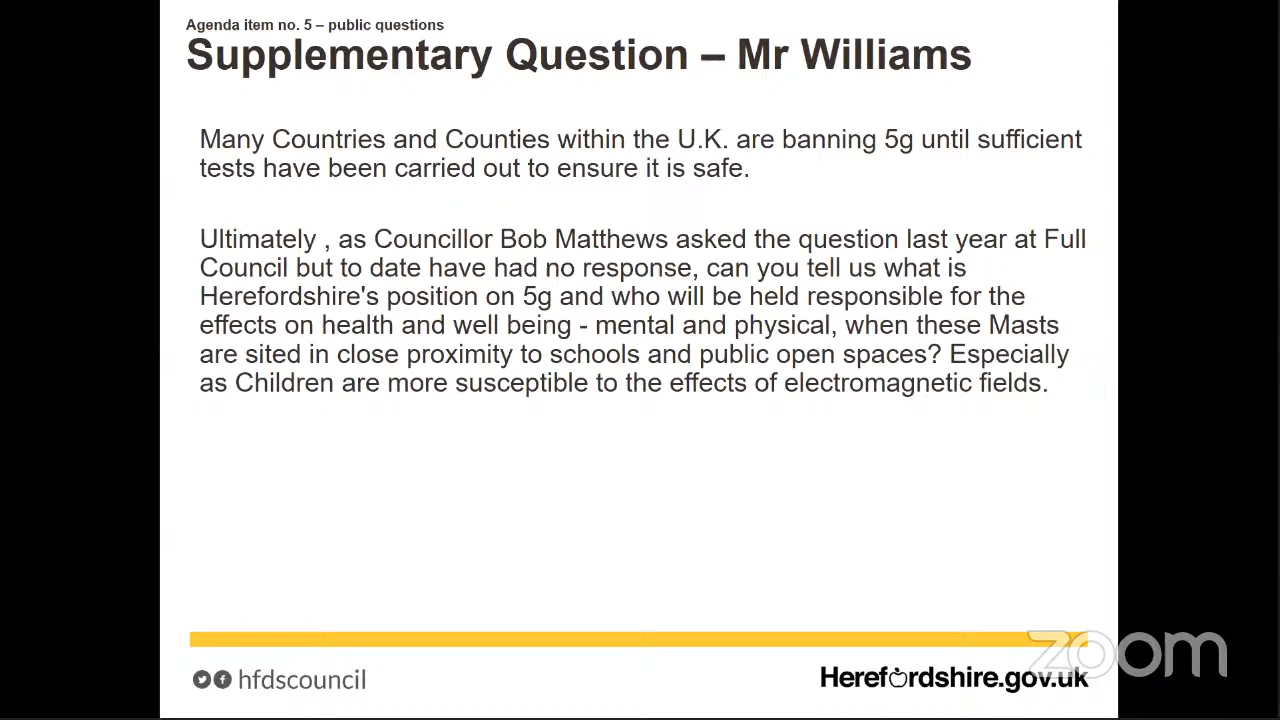 Agenda item no. 5 – public questions
Supplementary Question – Mr Williams
Many Countries and Counties within the U.K. are banning 5g until sufficient
tests have been carried out to ensure it is safe.
Ultimately , as Councillor Bob Matthews asked the question last year at Full
Council but to date have had no response, can you tell us what is
Herefordshire's position on 5g and who will be held responsible for the
effects on health and well being - mental and physical, when these Masts
are sited in close proximity to schools and public open spaces? Especially
as Children are more susceptible to the effects of electromagnetic fields.
zoom
hfdscouncil
Herefordshire.gov.uk